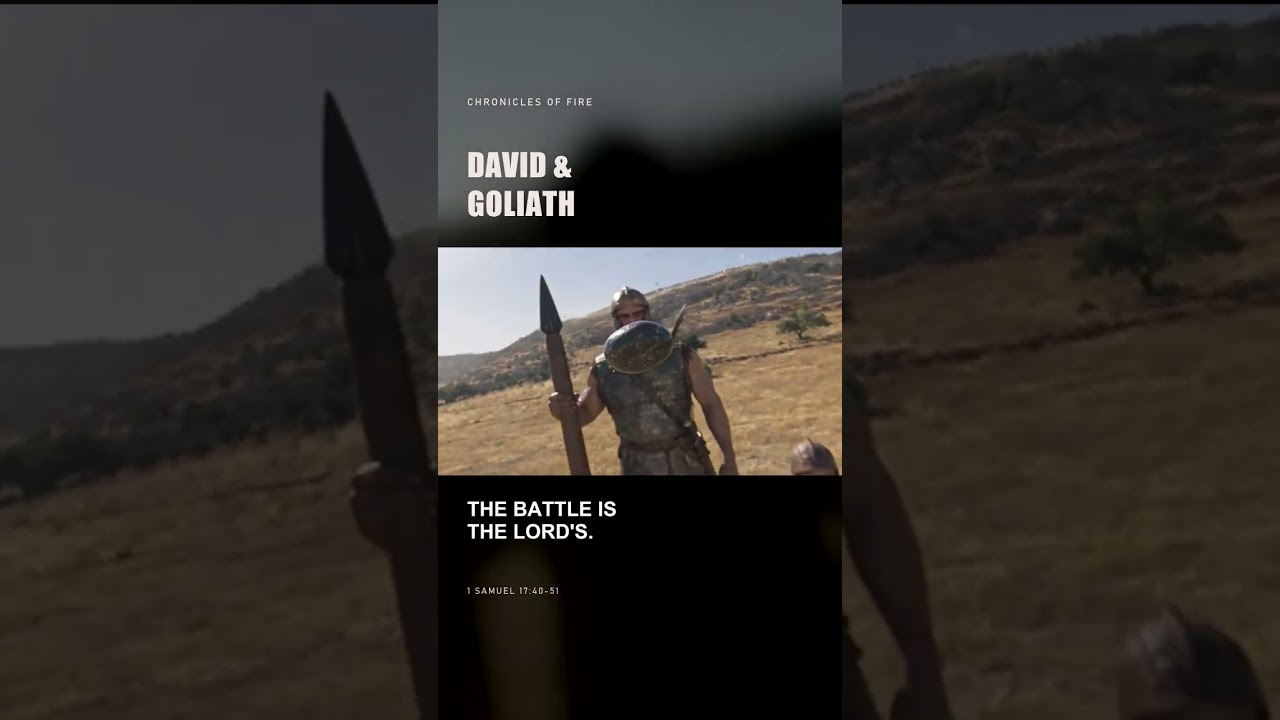 CHRONICLES OF FIRE
DAVID &
GOLIATH
THE BATTLE IS
THE LORD'S.
1 SAMUEL 17:40-51